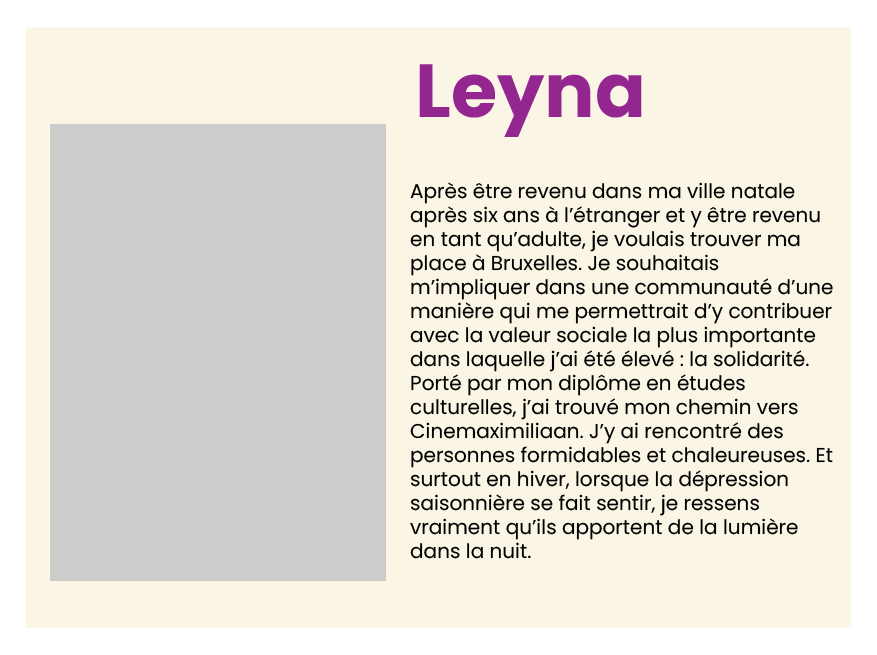 Leyna
Après être revenu dans ma ville natale
après six ans à l’étranger et y être revenu
en tant qu’adulte, je voulais trouver ma
place à Bruxelles. Je souhaitais
m’impliquer dans une communauté d’une
manière qui me permettrait d’y contribuer
avec la valeur sociale la plus importante
dans laquelle j’ai été élevé : la solidarité.
Porté par mon diplôme en études
culturelles, j’ai trouvé mon chemin vers
Cinemaximiliaan. J’y ai rencontré des
personnes formidables et chaleureuses. Et
surtout en hiver, lorsque la dépression
saisonnière se fait sentir, je ressens
vraiment qu’ils apportent de la lumière
dans la nuit.